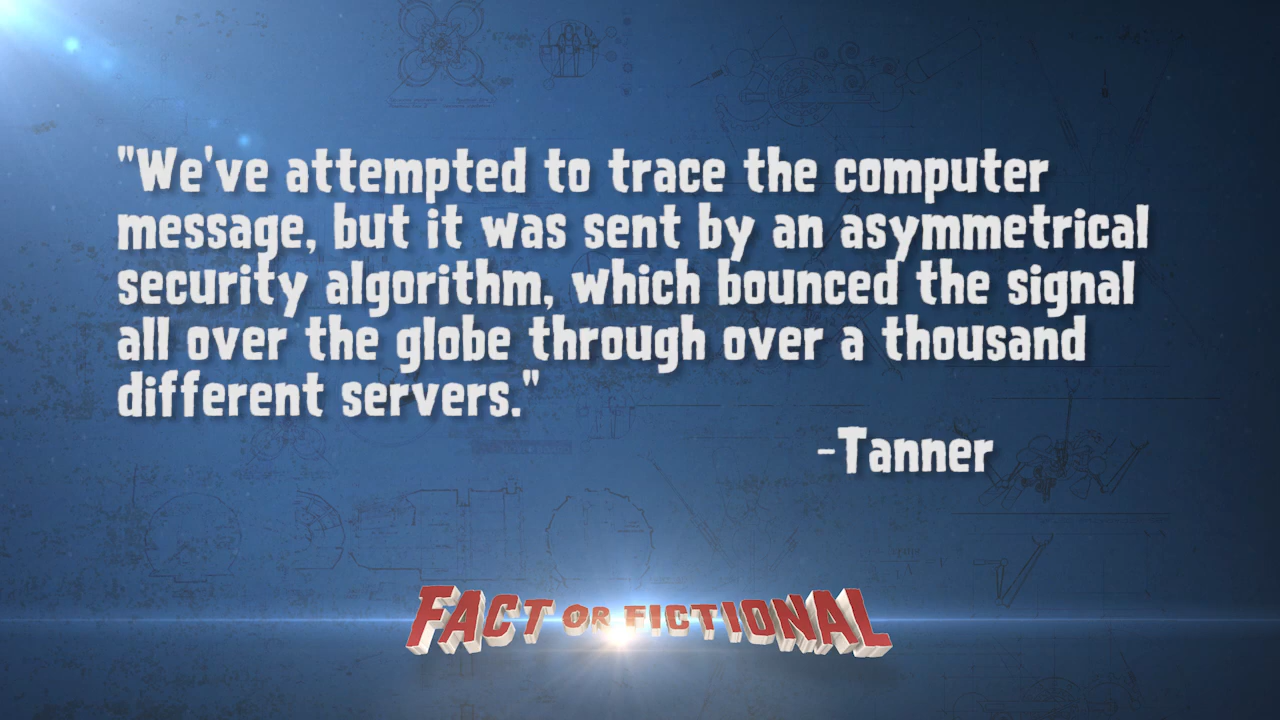 "We've attempted to trace the computer
message, but it was sent by an asymmetrical
security algorithm, which bounced the signal
all over the globe through over a thousand
different servers."
-Tanner
FACT OR FICTIONAL